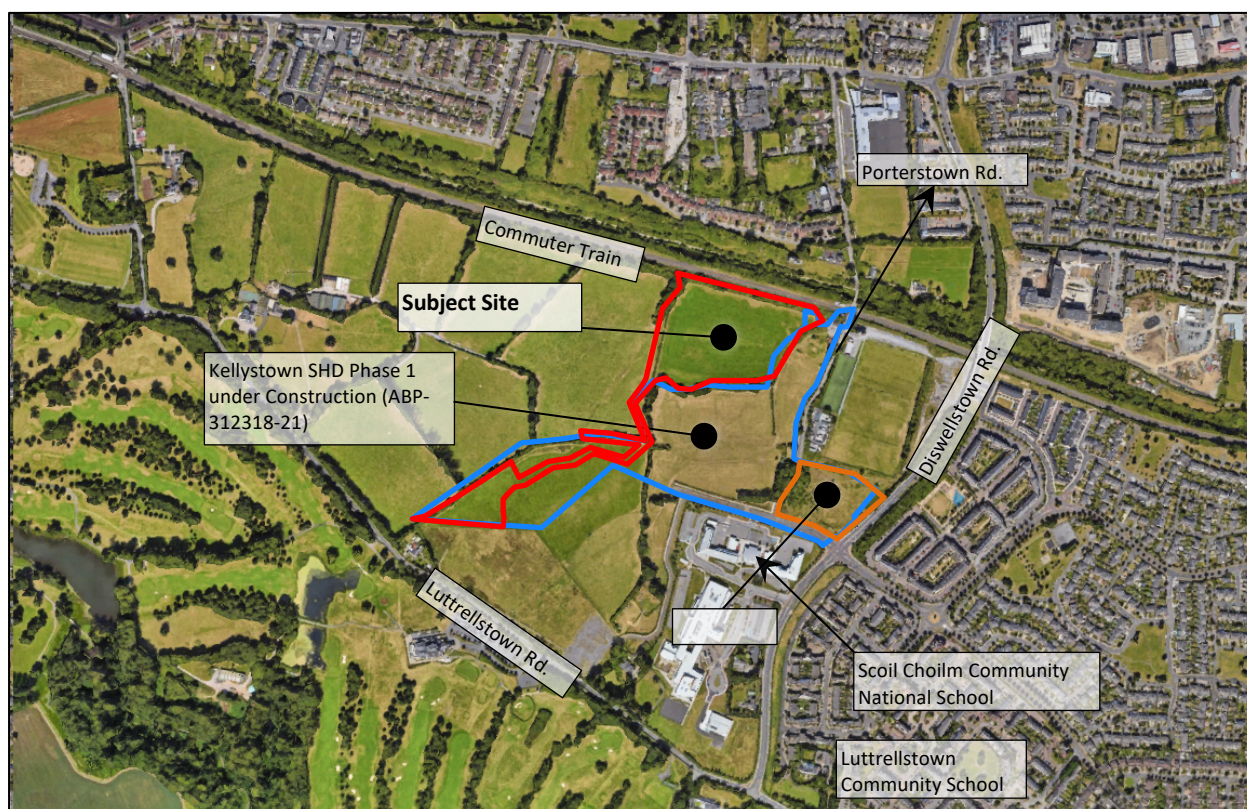 Porterstown Rd.
Commuter Train
Subject Site
Kellystown SHD Phase 1
under Construction (ABP-
312318-21)
Diswellstown Rd.
Luttrellstown Rd.
Scoil Choilm Community
National School
Luttrellstown
Community School